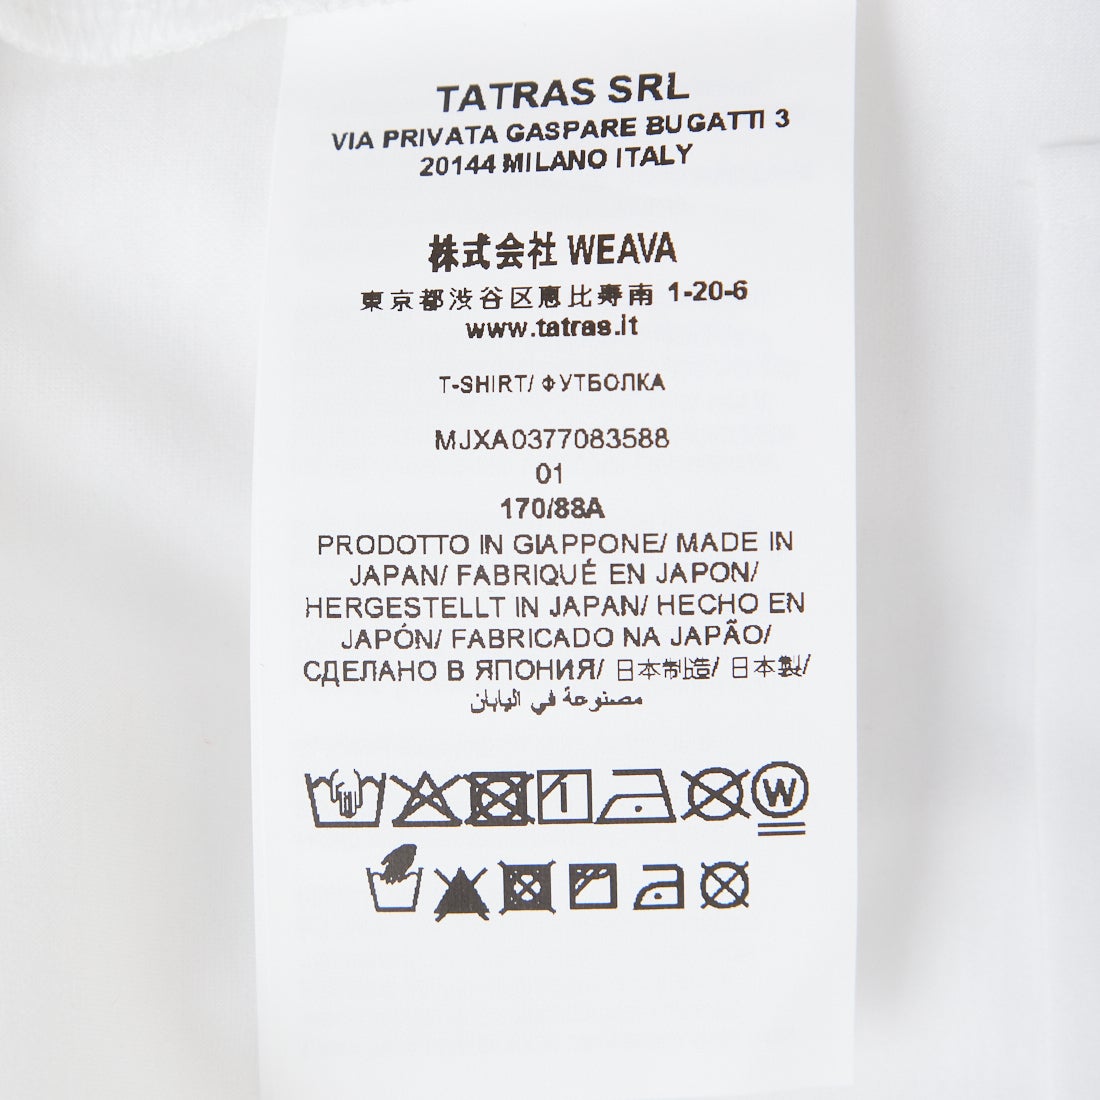 TATRAS SRL
VIA PRIVATA GASPARE BUGATTI 3
20144 MILANO ITALY
株式会社 WEAVA
東京都渋谷区恵比寿南 1-20-6
www.tatras.it
T-SHIRT/ ФУТБОЛКА
MJXA0377083588
01
170/88A
PRODOTTO IN GIAPPONE/ MADE IN
JAPAN/ FABRIQUÉ EN JAPON/
HERGESTELLT IN JAPAN/ HECHO EN
JAPÓN/ FABRICADO NA JAPÃO/
СДЕЛАНО В ЯПОНИЯ/ 日本制造/ 日本製/
مصنوعة في اليابان
W